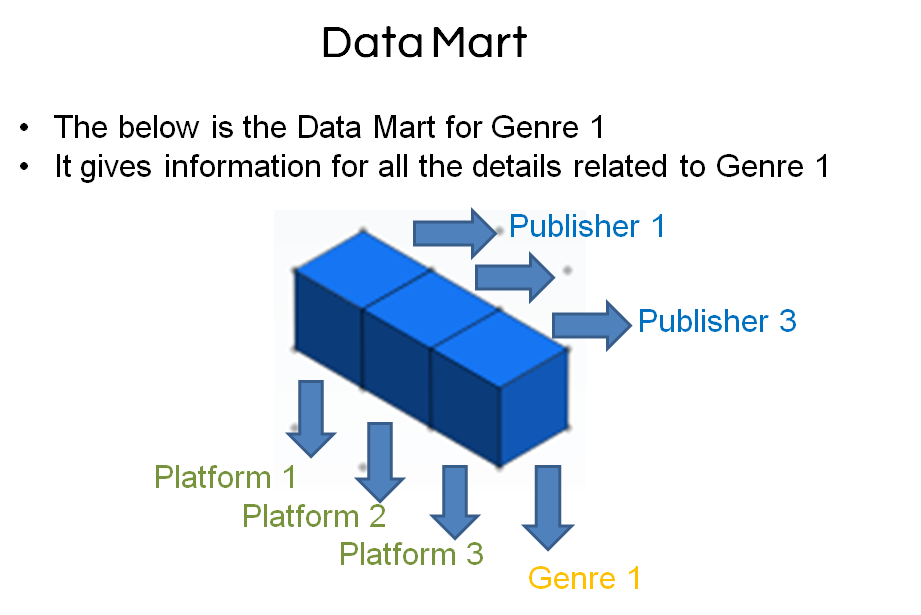 Data Mart
• The below is the Data Mart for Genre 1
• It gives information for all the details related to Genre 1
Publisher 1
Publisher 3
Platform 1
Platform 2
Platform 3
Genre 1